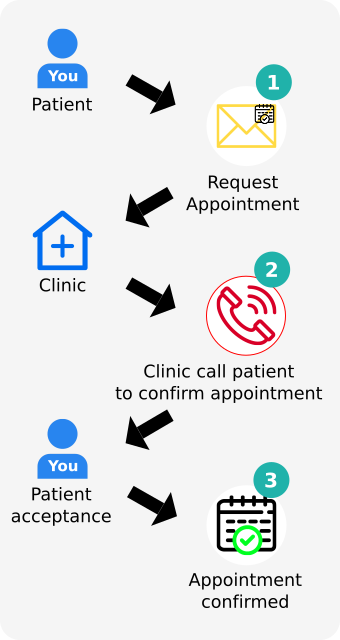 You
Patient
1
Request
Appointment
Clinic
2
Clinic call patient
to confirm appointment
You
Patient
acceptance
3
Appointment
confirmed